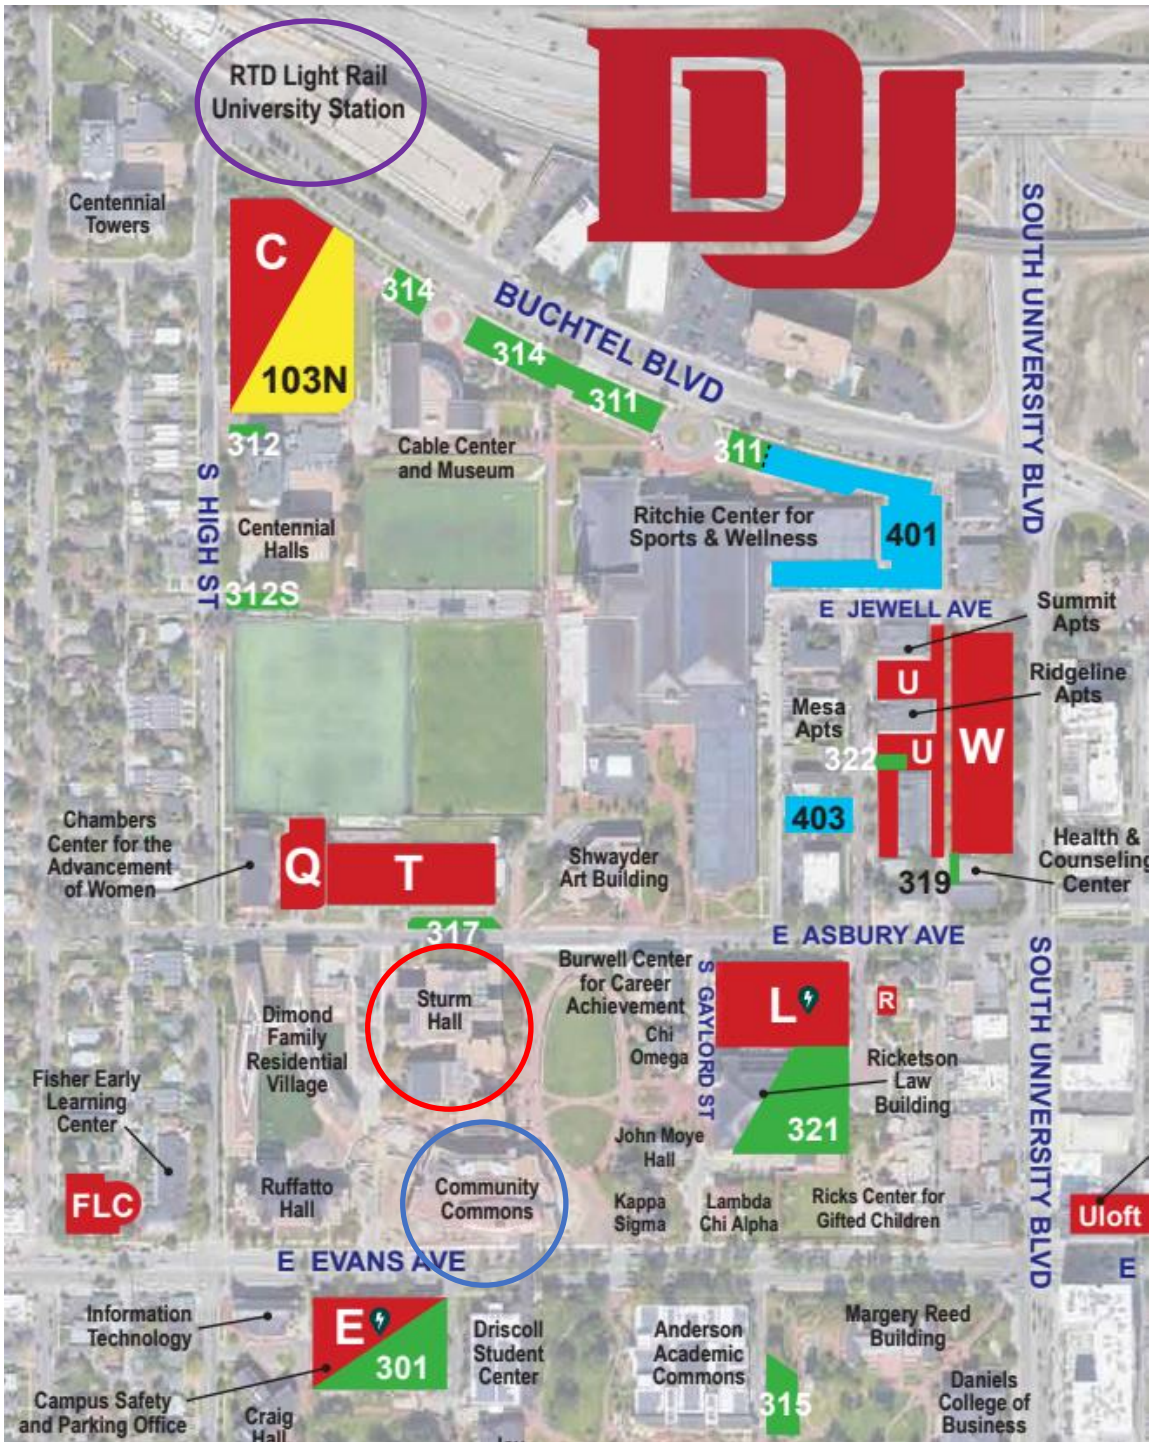 RTD Light Rail
University Station
DU
Centennial
Towers
SOUTH UNIVERSITY BLVD
C
314
BUCHTEL BLVD
314
103N
311
312
311
Cable Center
and Museum
S HIGH ST
Centennial
Halls
Ritchie Center for
Sports & Wellness
401
312S
E JEWELL AVE
Summit
Apts
U
Ridgeline
Apts
Mesa
Apts
W
322
U
403
Chambers
Center for the
Advancement
of Women
Q
T
Shwayder
Art Building
Health &
Counseling
Center
319
317
E ASBURY AVE
SOUTH UNIVERSITY BLVD
Sturm
Hall
Burwell Center
for Career
Achievement
S GAYLORD ST
L
R
Dimond
Family
Residential
Village
Chi
Omega
Ricketson
Law
Building
Fisher Early
Learning
Center
321
John Moye
Hall
FLC
Ruffatto
Hall
Community
Commons
Kappa
Sigma
Lambda
Chi Alpha
Ricks Center for
Gifted Children
Uloft
E EVANS AVE
E
Information
Technology
E
301
Driscoll
Student
Center
Anderson
Academic
Commons
Margery Reed
Building
315
Campus Safety
and Parking Office
Craig
Hall
Daniels
College of
Business